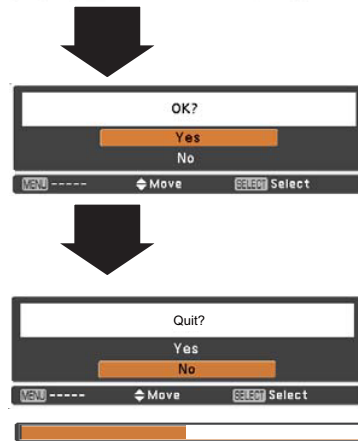 OK?
Yes
No
MENU ----- Move SELECT Select
Quit?
Yes
No
MENU ----- Move SELECT Select